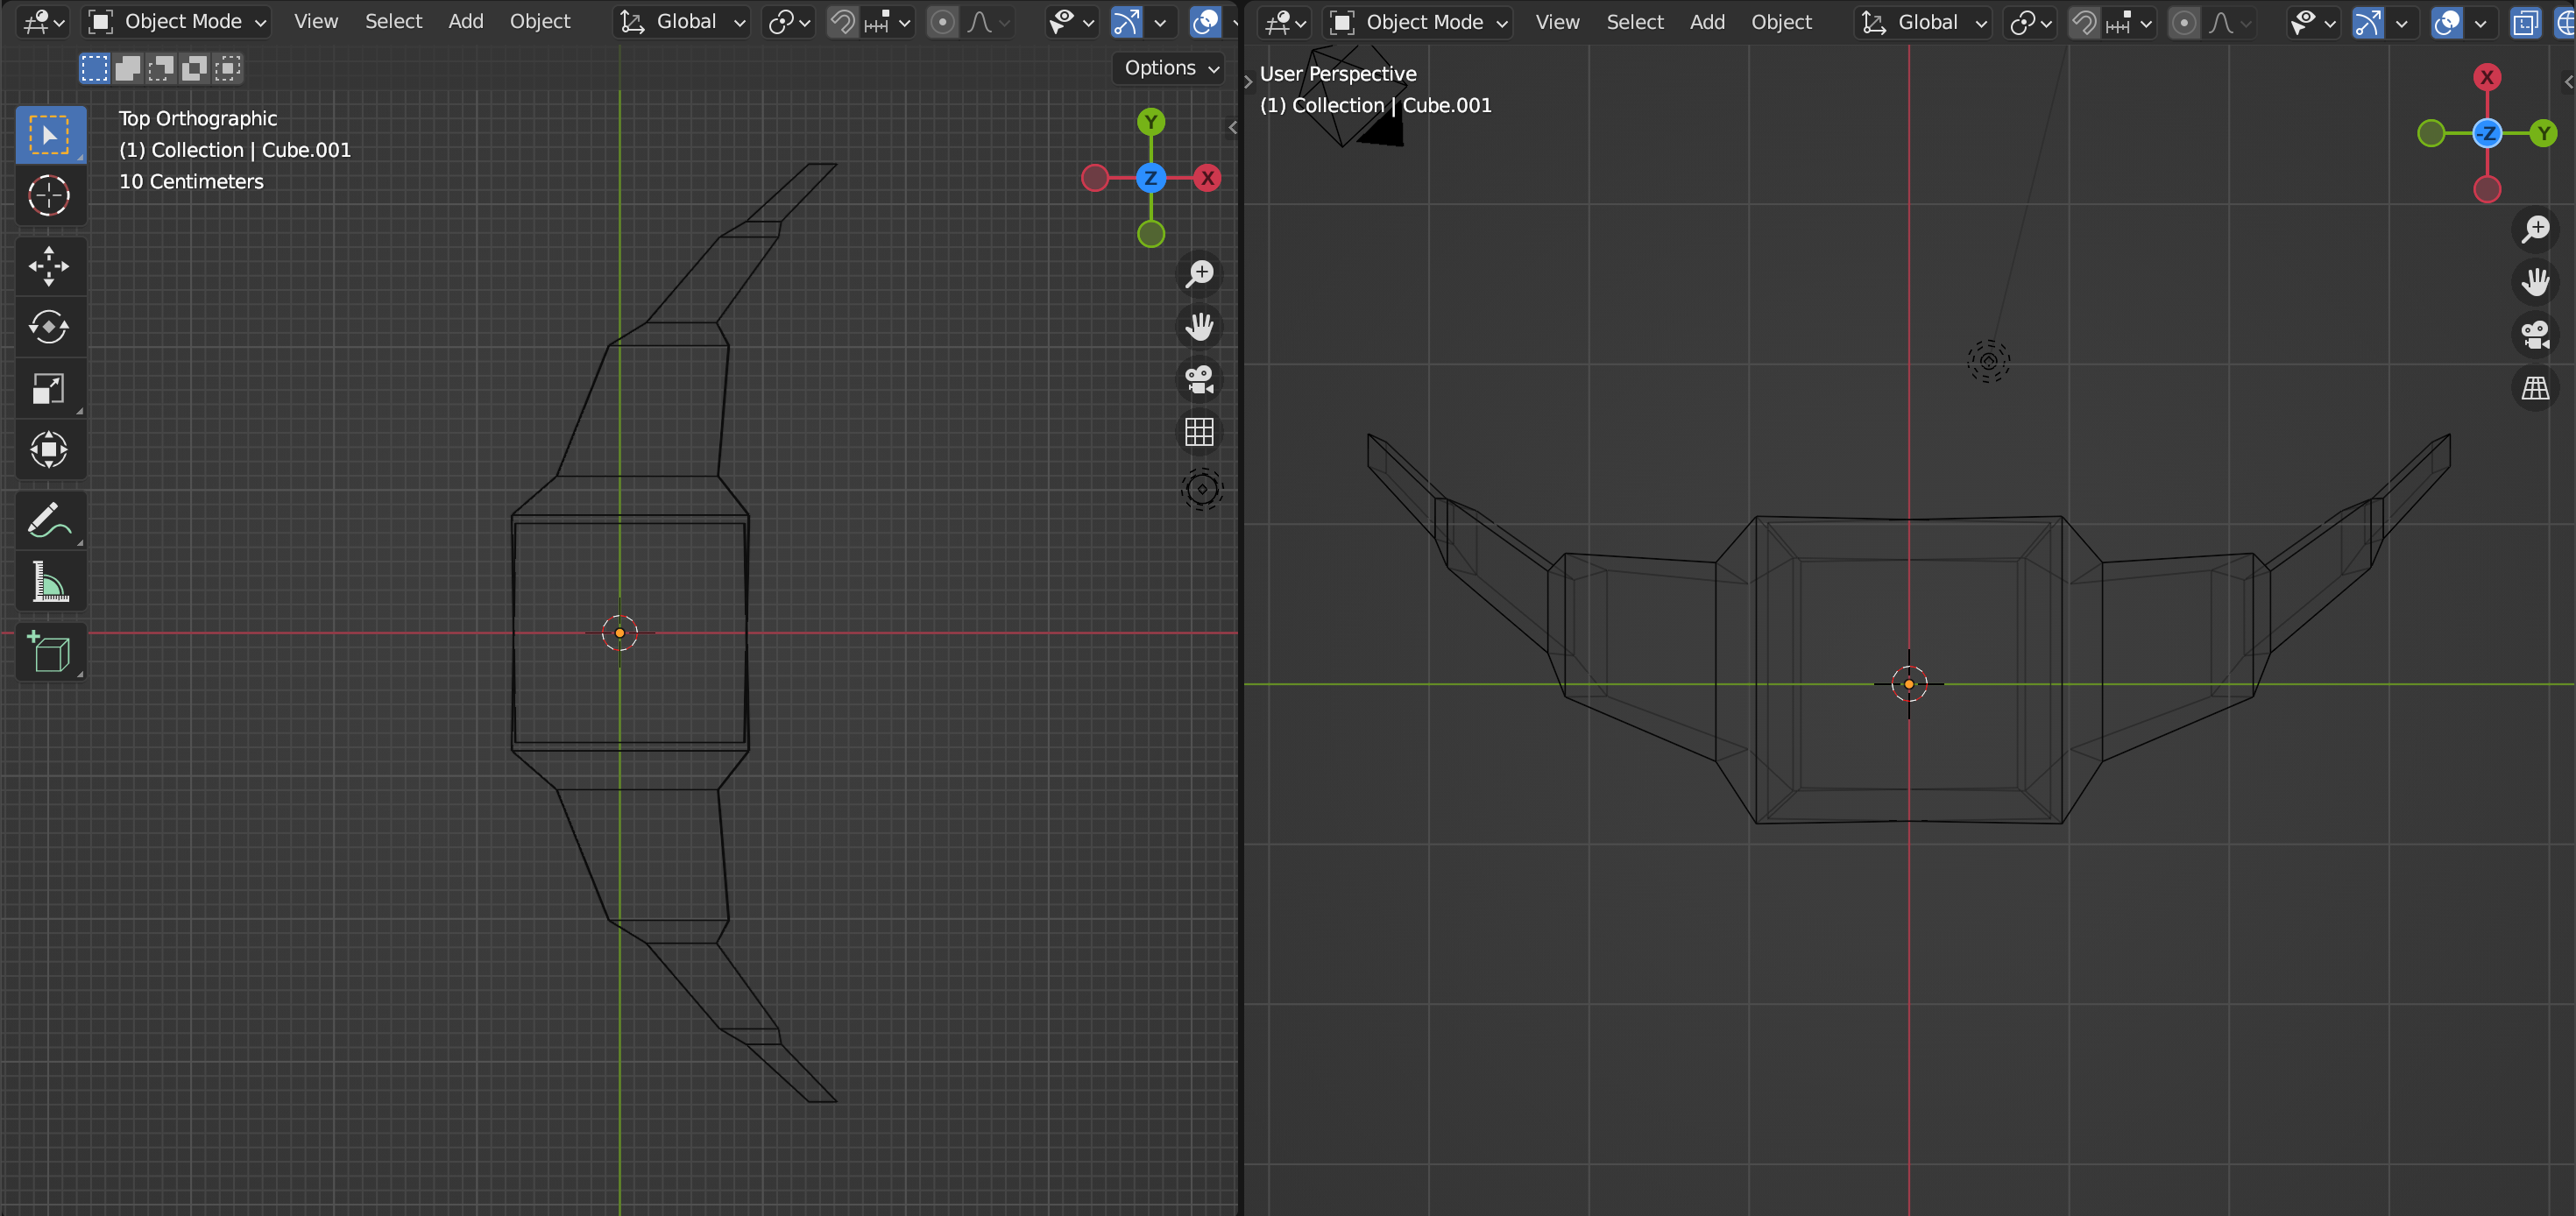 Object Mode View Select Add Object Global
Options
Top Orthographic
(1) Collection | Cube.001
10 Centimeters
Y
Z
X
Object Mode View Select Add Object Global
User Perspective
(1) Collection | Cube.001
X
-Z
Y